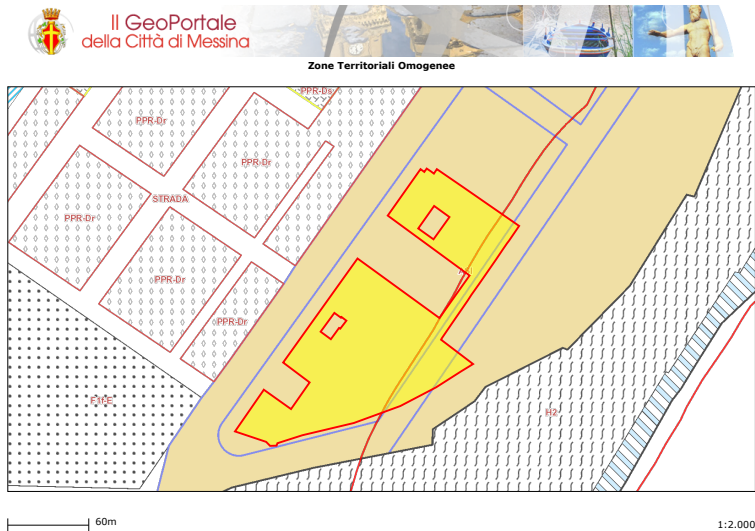 Il GeoPortale
della Città di Messina
Zone Territoriali Omogenee
PPR-Ds
PPR-Dr
PPR-Dr
STRADA
PPR-Dr
PPR-Dr
PPR-Dr
F1f-E
H2
60m
1:2.000